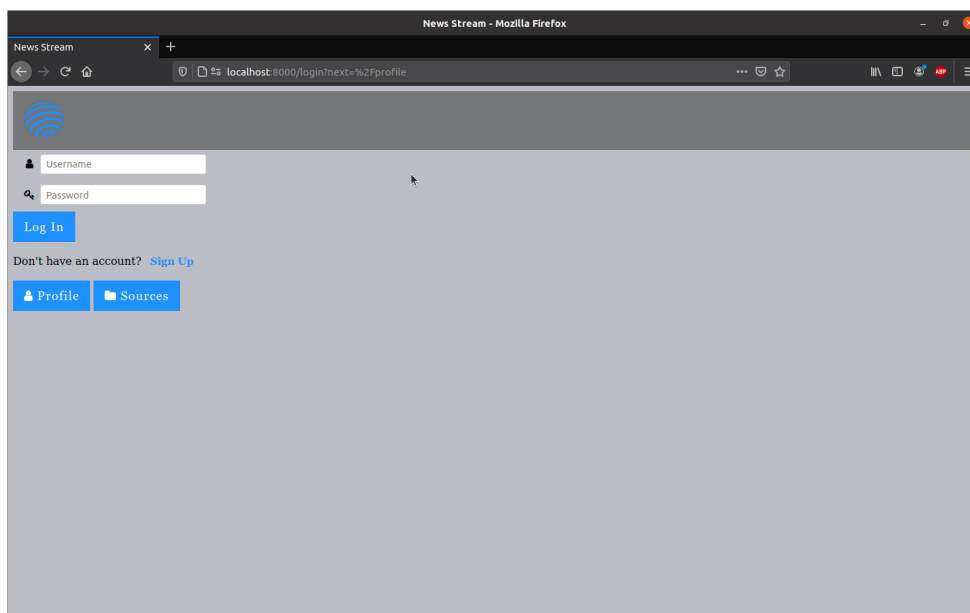 News Stream - Mozilla Firefox
News Stream
localhost:8000/login?next=%2Fprofile
ABP
Username
Password
Log In
Don't have an account? Sign Up
Profile Sources